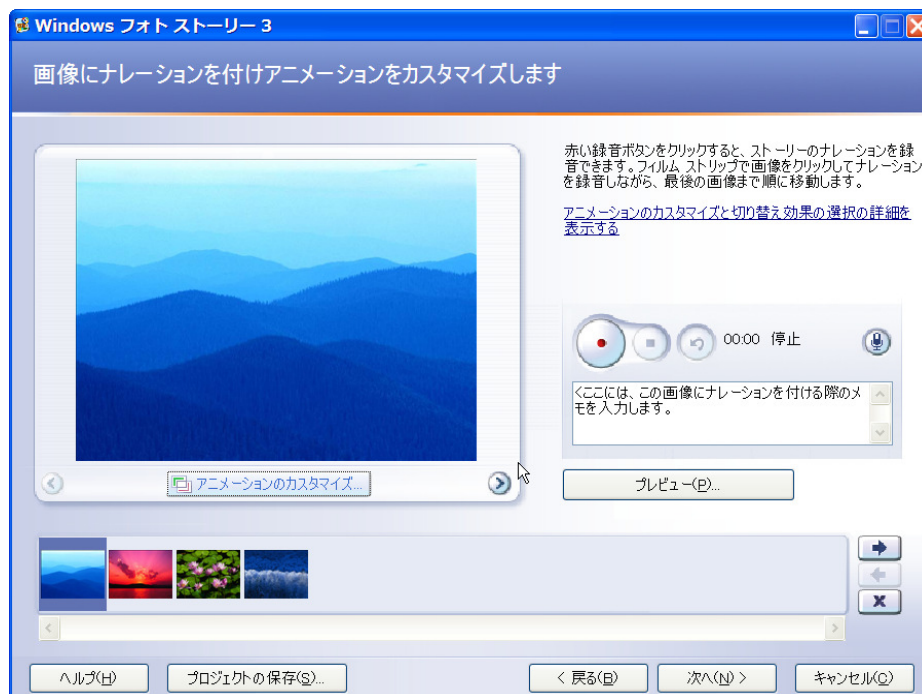 Windows フォト ストーリー 3
画像にナレーションを付けアニメーションをカスタマイズします
赤い録音ボタンをクリックすると、ストーリーのナレーションを録
音できます。フィルム ストリップで画像をクリックしてナレーション
を録音しながら、最後の画像まで順に移動します。
アニメーションのカスタマイズと切り替え効果の選択の詳細を
表示する
00:00 停止
<ここには、この画像にナレーションを付ける際のメ
モを入力します。
アニメーションのカスタマイズ...
プレビュー(P)...
ヘルプ(H)
プロジェクトの保存(S)...
< 戻る(B)
次へ(N) >
キャンセル(C)